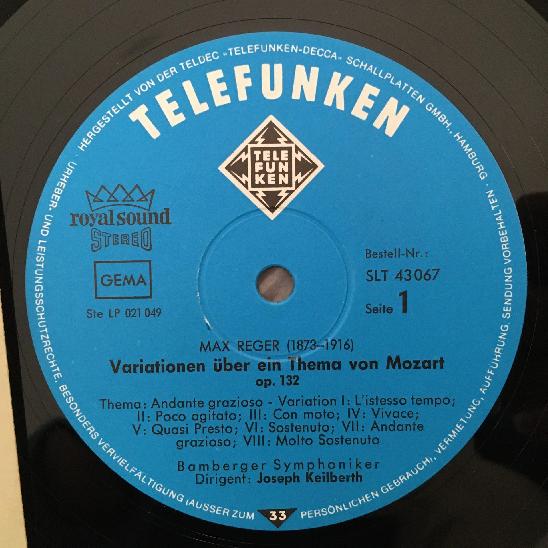 HERGESTELLT VON DER TELDEC »TELEFUNKEN-DECCA« SCHALLPLATTEN GMBH., HAMBURG · VERMIETUNG, AUFFÜHRUNG, SENDUNG VORBEHALTEN
URHEBER- UND LEISTUNGSSCHUTZRECHTE. BESONDERS VERVIELFÄLTIGUNG (AUSSER ZUM PERSÖNLICHEN GEBRAUCH),
TELEFUNKEN
TELE
FUN
KEN
royal sound
STEREO
GEMA
Ste LP 021 049
Bestell-Nr.:
SLT 43 067
Seite 1
MAX REGER (1873–1916)
Variationen über ein Thema von Mozart
op. 132
Thema: Andante grazioso - Variation I: L'istesso tempo;
II: Poco agitato; III: Con moto; IV: Vivace;
V: Quasi Presto; VI: Sostenuto; VII: Andante
grazioso; VIII: Molto Sostenuto
Bamberger Symphoniker
Dirigent: Joseph Keilberth
33